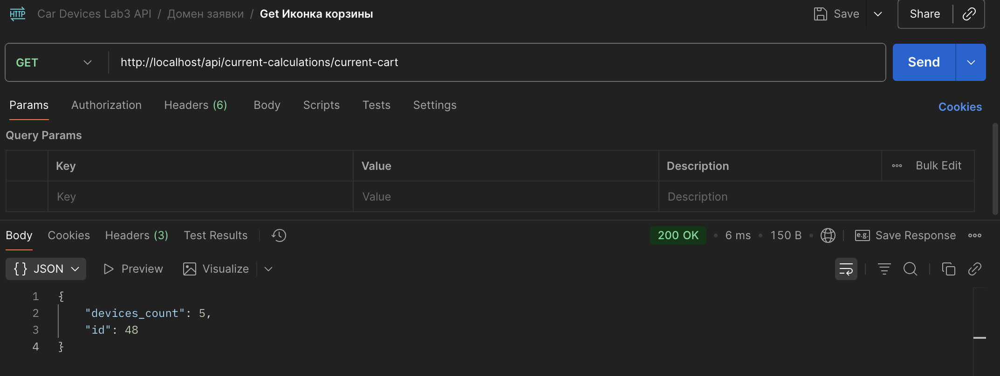 HTTP Car Devices Lab3 API / Домен заявки / Get Иконка корзины Save Share
GET http://localhost/api/current-calculations/current-cart Send
Params Authorization Headers (6) Body Scripts Tests Settings Cookies
Query Params
Key Value Description Bulk Edit
Key Value Description
Body Cookies Headers (3) Test Results 200 OK • 6 ms • 150 B • e.g. Save Response
{} JSON Preview Visualize
1 {
2 "devices_count": 5,
3 "id": 48
4 }